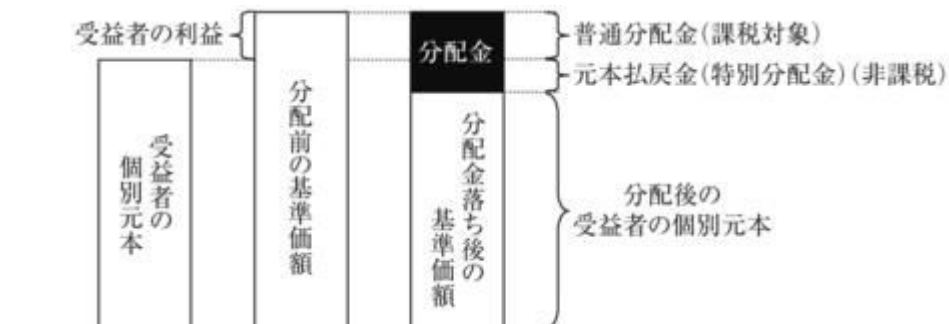 受益者の利益
分配金
普通分配金(課税対象)
元本払戻金(特別分配金)(非課税)
受益者の
個別元本
分配前の基準価額
分配金落ち後の
基準価額
分配後の
受益者の個別元本